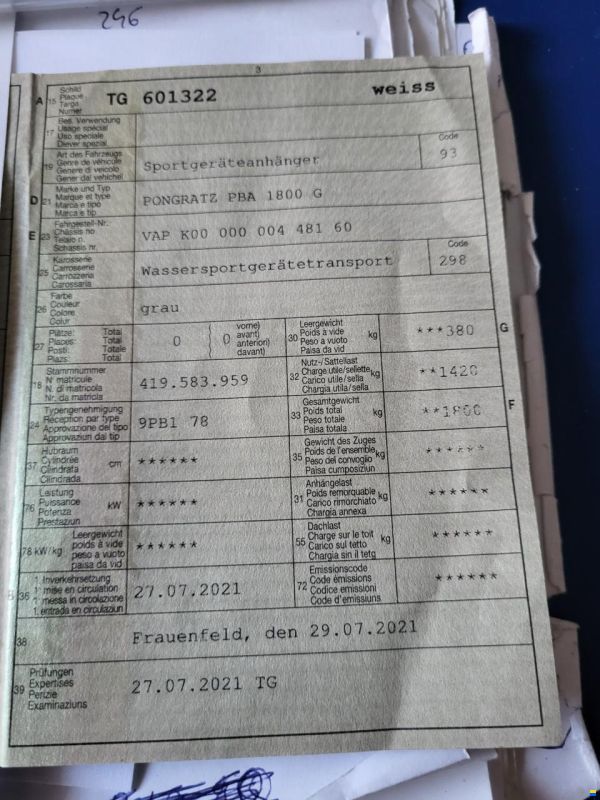 296
3
A 15 Schild Plaque Targa Numer TG 601322 weiss
17 Bes. Verwendung
Usage spécial
Uso speciale
Diever spezial
Code
19 Art des Fahrzeugs Sportgeräteanhänger 93
Genre de véhicule
Genere di veicolo
Gener dal vehichel
D 21 Marke und Typ PONGRATZ PBA 1800 G
Marque et type
Marca e tipo
Marca e tip
E 23 Fahrgestell-Nr. VAP K00 000 004 481 60
Châssis no
Telaio n.
Schassis nr.
Code
25 Karosserie Wassersportgerätetransport 298
Carrosserie
Carrozzeria
Carossaria
26 Farbe grau
Couleur
Colore
Colur
27 Plätze: Total 0 0 vorne)
Places: Total avant)
Posti: Totale anteriori)
Plazs: Total davant)
30 Leergewicht kg ***380 G
Poids à vide
Peso a vuoto
Paisa da vid
18 Stammnummer 419.583.959
N matricule
N. di matricola
Nr. da matricla
32 Nutz-/Sattellast kg **1420
Charge utile/sellette
Carico utile/sella
Chargia utila/sella
24 Typengenehmigung 9PB1 78
Réception par type
Approvazione del tipo
Approvaziun dal tip
33 Gesamtgewicht kg **1800 F
Poids total
Peso totale
Paisa totala
37 Hubraum cm ******
Cylindrée
Cilindrata
Cilindrada
35 Gewicht des Zuges kg ******
Poids de l'ensemble
Peso del convoglio
Paisa cumposiziun
76 Leistung kW ******
Puissance
Potenza
Prestaziun
31 Anhängelast kg ******
Poids remorquable
Carico rimorchiato
Chargia annexa
78 kW/kg Leergewicht ******
poids à vide
peso a vuoto
paisa da vid
55 Dachlast kg ******
Charge sur le toit
Carico sul tetto
Chargia sin il tetg
B 36 1. Inverkehrsetzung 27.07.2021
1 mise en circulation
1 messa in circolazione
1. entrada en circulaziun
72 Emissionscode ******
Code émissions
Codice emissioni
Code d'emissiuns
38 Frauenfeld, den 29.07.2021
39 Prüfungen 27.07.2021 TG
Expertises
Perizie
Examinaziuns